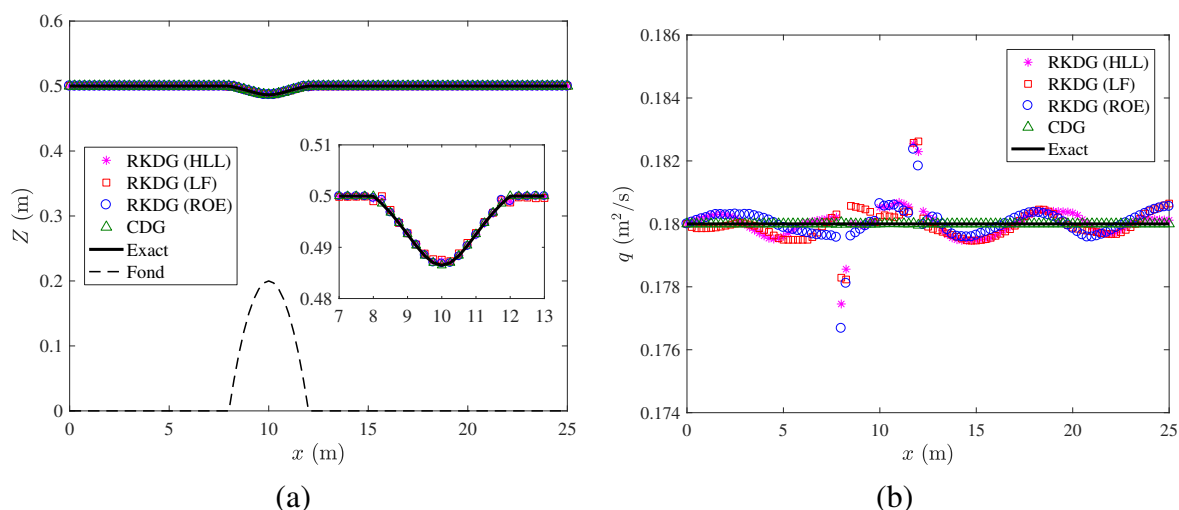 0.6
0.5
0.4
0.3
0.2
0.1
0
Z (m)
0 5 10 15 20 25
x (m)
RKDG (HLL)
RKDG (LF)
RKDG (ROE)
CDG
Exact
Fond
0.51
0.5
0.49
0.48
7 8 9 10 11 12 13
(a)
0.186
0.184
0.182
0.18
0.178
0.176
0.174
q (m²/s)
0 5 10 15 20 25
x (m)
RKDG (HLL)
RKDG (LF)
RKDG (ROE)
CDG
Exact
(b)